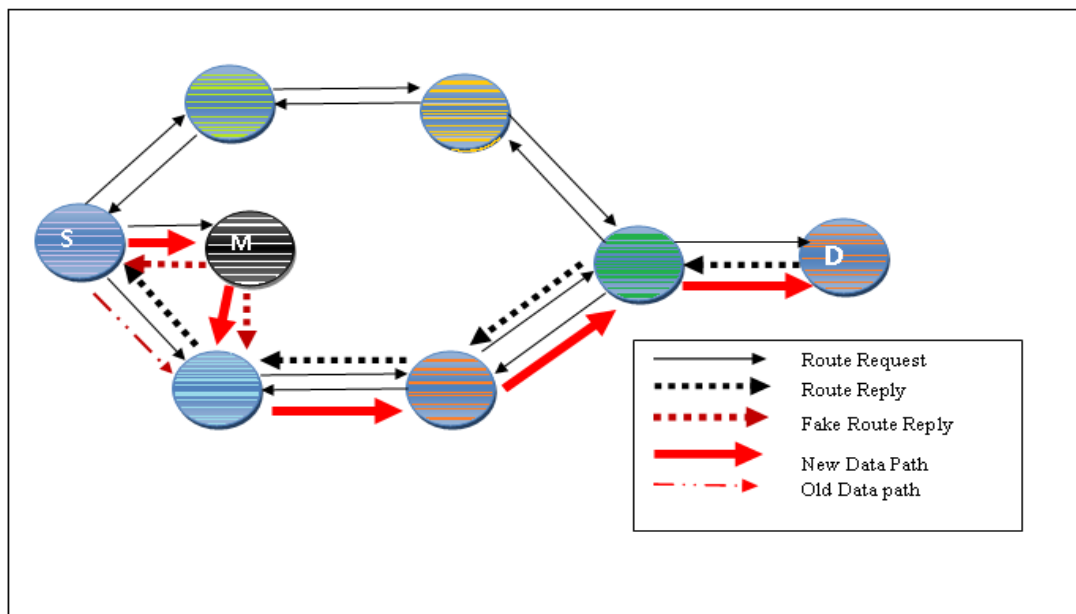 S
M
D
Route Request
Route Reply
Fake Route Reply
New Data Path
Old Data path